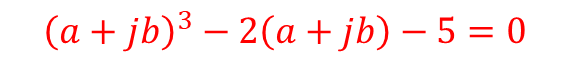 (a + jb)³ − 2(a + jb) − 5 = 0